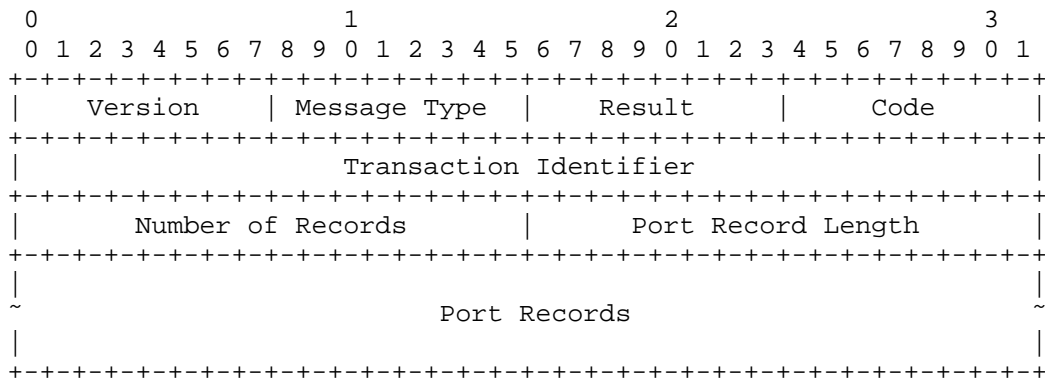 0                   1                   2                   3
 0 1 2 3 4 5 6 7 8 9 0 1 2 3 4 5 6 7 8 9 0 1 2 3 4 5 6 7 8 9 0 1
+-+-+-+-+-+-+-+-+-+-+-+-+-+-+-+-+-+-+-+-+-+-+-+-+-+-+-+-+-+-+-+-+
|    Version    | Message Type  |    Result     |     Code      |
+-+-+-+-+-+-+-+-+-+-+-+-+-+-+-+-+-+-+-+-+-+-+-+-+-+-+-+-+-+-+-+-+
|                    Transaction Identifier                     |
+-+-+-+-+-+-+-+-+-+-+-+-+-+-+-+-+-+-+-+-+-+-+-+-+-+-+-+-+-+-+-+-+
|       Number of Records       |      Port Record Length       |
+-+-+-+-+-+-+-+-+-+-+-+-+-+-+-+-+-+-+-+-+-+-+-+-+-+-+-+-+-+-+-+-+
|                                                               |
~                          Port Records                         ~
|                                                               |
+-+-+-+-+-+-+-+-+-+-+-+-+-+-+-+-+-+-+-+-+-+-+-+-+-+-+-+-+-+-+-+-+